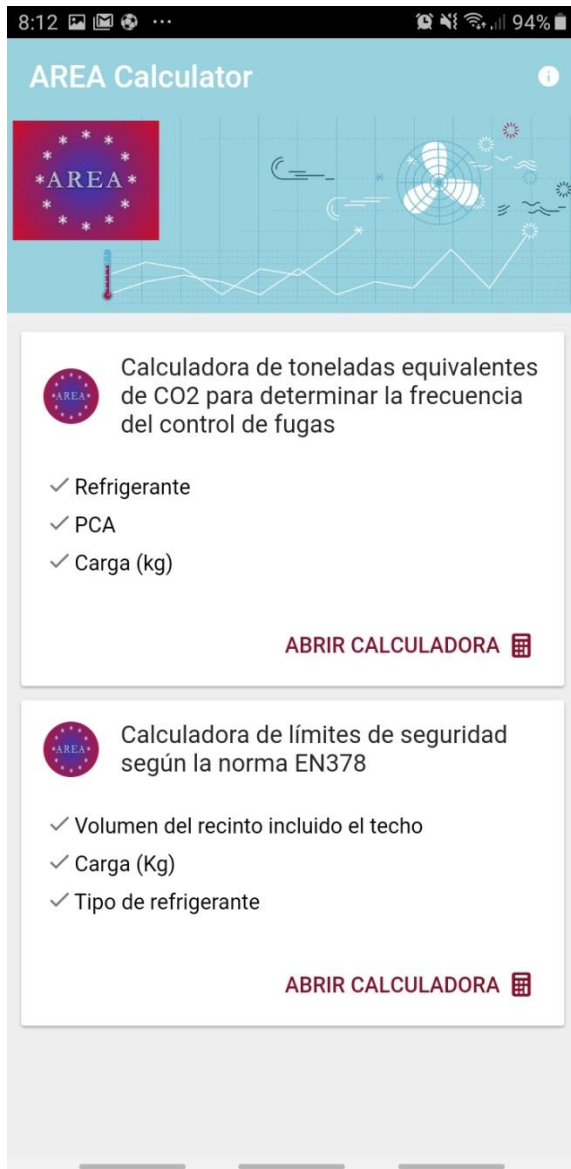 8:12 ... 94%
AREA Calculator
AREA
AREA
Calculadora de toneladas equivalentes
de CO2 para determinar la frecuencia
del control de fugas
Refrigerante
PCA
Carga (kg)
ABRIR CALCULADORA
AREA
Calculadora de límites de seguridad
según la norma EN378
Volumen del recinto incluido el techo
Carga (Kg)
Tipo de refrigerante
ABRIR CALCULADORA